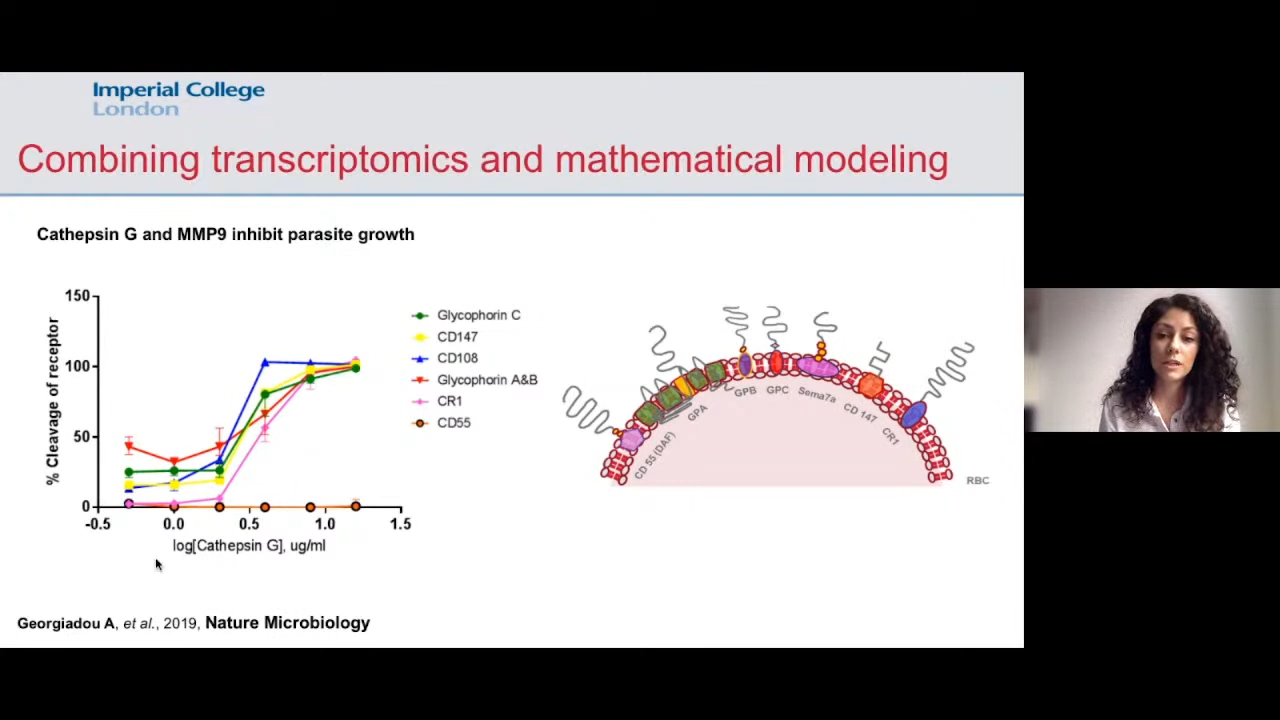 Imperial College
London
Combining transcriptomics and mathematical modeling
Cathepsin G and MMP9 inhibit parasite growth
% Cleavage of receptor
150
100
50
0
-0.5 0.0 0.5 1.0 1.5
log[Cathepsin G], ug/ml
Glycophorin C
CD147
CD108
Glycophorin A&B
CR1
CD55
CD 55 (DAF)
GPA
GPB
GPC
Sema7a
CD 147
CR1
RBC
Georgiadou A, et al., 2019, Nature Microbiology